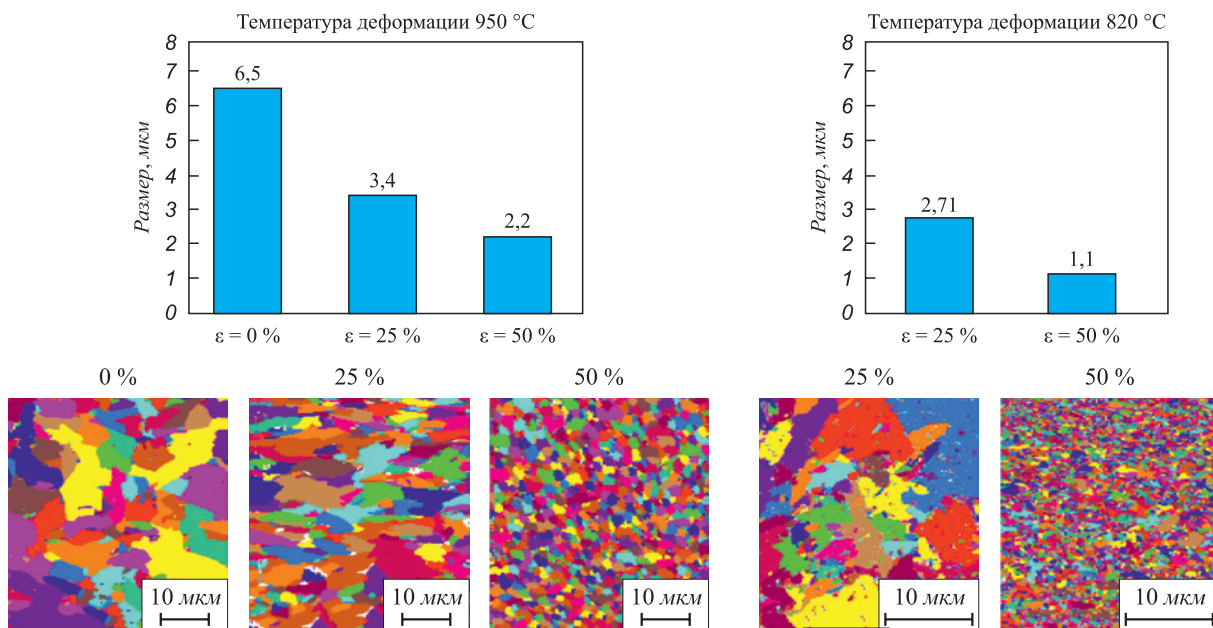 Температура деформации 950 °C
Размер, мкм
8
7
6
5
4
3
2
1
0
6,5
3,4
2,2
ε = 0 %
ε = 25 %
ε = 50 %
Температура деформации 820 °C
Размер, мкм
8
7
6
5
4
3
2
1
0
2,71
1,1
ε = 25 %
ε = 50 %
0 %
25 %
50 %
25 %
50 %
10 мкм
10 мкм
10 мкм
10 мкм
10 мкм